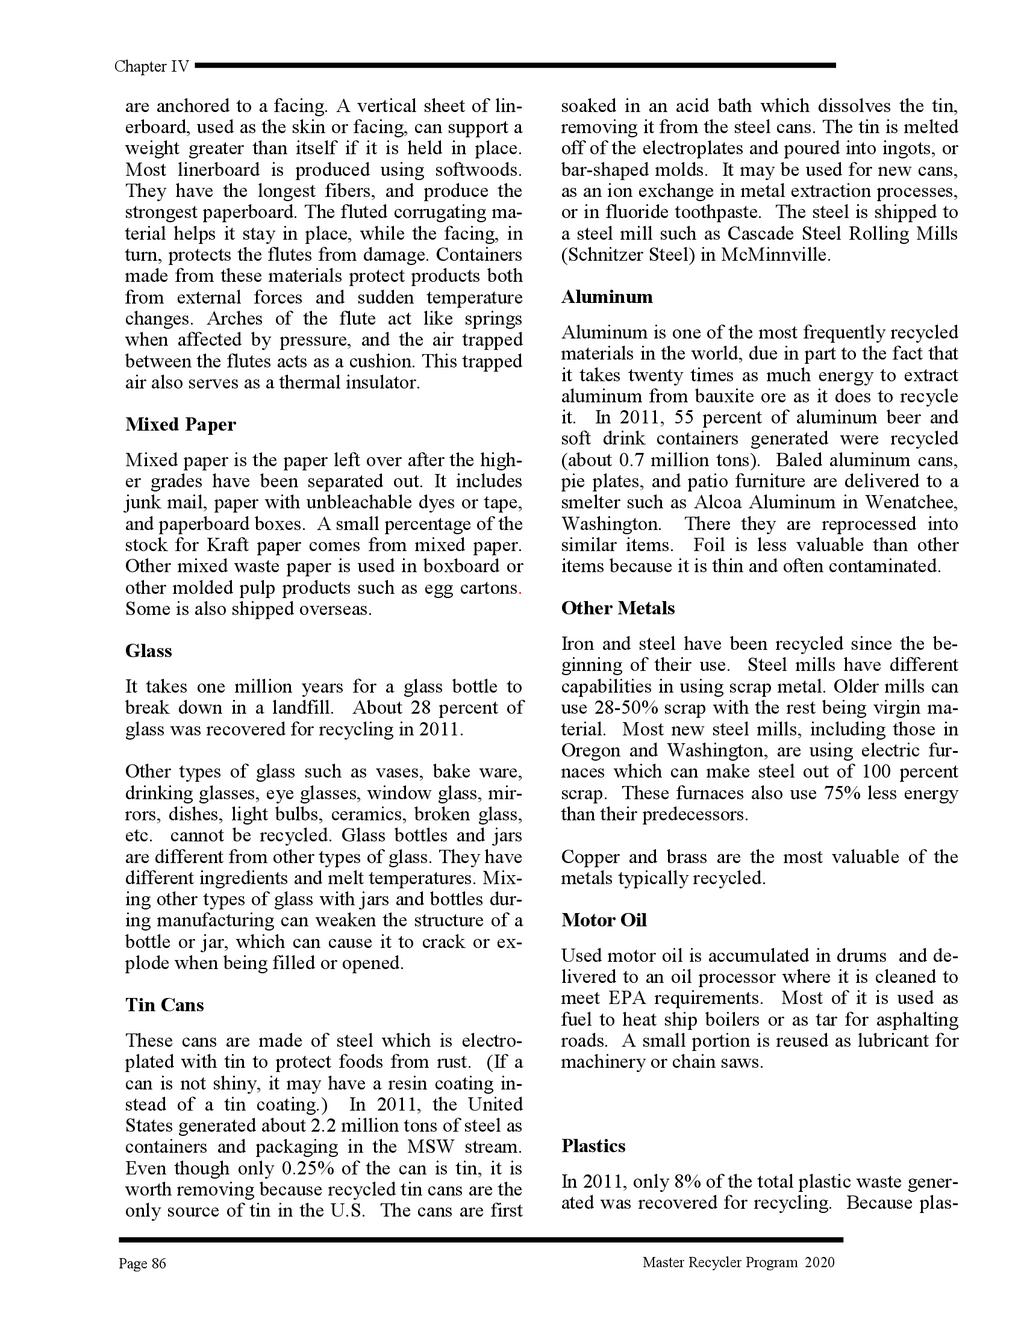 Chapter IV
are anchored to a facing. A vertical sheet of lin-
erboard, used as the skin or facing, can support a
weight greater than itself if it is held in place.
Most linerboard is produced using softwoods.
They have the longest fibers, and produce the
strongest paperboard. The fluted corrugating ma-
terial helps it stay in place, while the facing, in
turn, protects the flutes from damage. Containers
made from these materials protect products both
from external forces and sudden temperature
changes. Arches of the flute act like springs
when affected by pressure, and the air trapped
between the flutes acts as a cushion. This trapped
air also serves as a thermal insulator.
Mixed Paper
Mixed paper is the paper left over after the high-
er grades have been separated out. It includes
junk mail, paper with unbleachable dyes or tape,
and paperboard boxes. A small percentage of the
stock for Kraft paper comes from mixed paper.
Other mixed waste paper is used in boxboard or
other molded pulp products such as egg cartons.
Some is also shipped overseas.
Glass
It takes one million years for a glass bottle to
break down in a landfill. About 28 percent of
glass was recovered for recycling in 2011.
Other types of glass such as vases, bake ware,
drinking glasses, eye glasses, window glass, mir-
rors, dishes, light bulbs, ceramics, broken glass,
etc. cannot be recycled. Glass bottles and jars
are different from other types of glass. They have
different ingredients and melt temperatures. Mix-
ing other types of glass with jars and bottles dur-
ing manufacturing can weaken the structure of a
bottle or jar, which can cause it to crack or ex-
plode when being filled or opened.
Tin Cans
These cans are made of steel which is electro-
plated with tin to protect foods from rust. (If a
can is not shiny, it may have a resin coating in-
stead of a tin coating.) In 2011, the United
States generated about 2.2 million tons of steel as
containers and packaging in the MSW stream.
Even though only 0.25% of the can is tin, it is
worth removing because recycled tin cans are the
only source of tin in the U.S. The cans are first
soaked in an acid bath which dissolves the tin,
removing it from the steel cans. The tin is melted
off of the electroplates and poured into ingots, or
bar-shaped molds. It may be used for new cans,
as an ion exchange in metal extraction processes,
or in fluoride toothpaste. The steel is shipped to
a steel mill such as Cascade Steel Rolling Mills
(Schnitzer Steel) in McMinnville.
Aluminum
Aluminum is one of the most frequently recycled
materials in the world, due in part to the fact that
it takes twenty times as much energy to extract
aluminum from bauxite ore as it does to recycle
it. In 2011, 55 percent of aluminum beer and
soft drink containers generated were recycled
(about 0.7 million tons). Baled aluminum cans,
pie plates, and patio furniture are delivered to a
smelter such as Alcoa Aluminum in Wenatchee,
Washington. There they are reprocessed into
similar items. Foil is less valuable than other
items because it is thin and often contaminated.
Other Metals
Iron and steel have been recycled since the be-
ginning of their use. Steel mills have different
capabilities in using scrap metal. Older mills can
use 28-50% scrap with the rest being virgin ma-
terial. Most new steel mills, including those in
Oregon and Washington, are using electric fur-
naces which can make steel out of 100 percent
scrap. These furnaces also use 75% less energy
than their predecessors.
Copper and brass are the most valuable of the
metals typically recycled.
Motor Oil
Used motor oil is accumulated in drums and de-
livered to an oil processor where it is cleaned to
meet EPA requirements. Most of it is used as
fuel to heat ship boilers or as tar for asphalting
roads. A small portion is reused as lubricant for
machinery or chain saws.
Plastics
In 2011, only 8% of the total plastic waste gener-
ated was recovered for recycling. Because plas-
Page 86
Master Recycler Program 2020